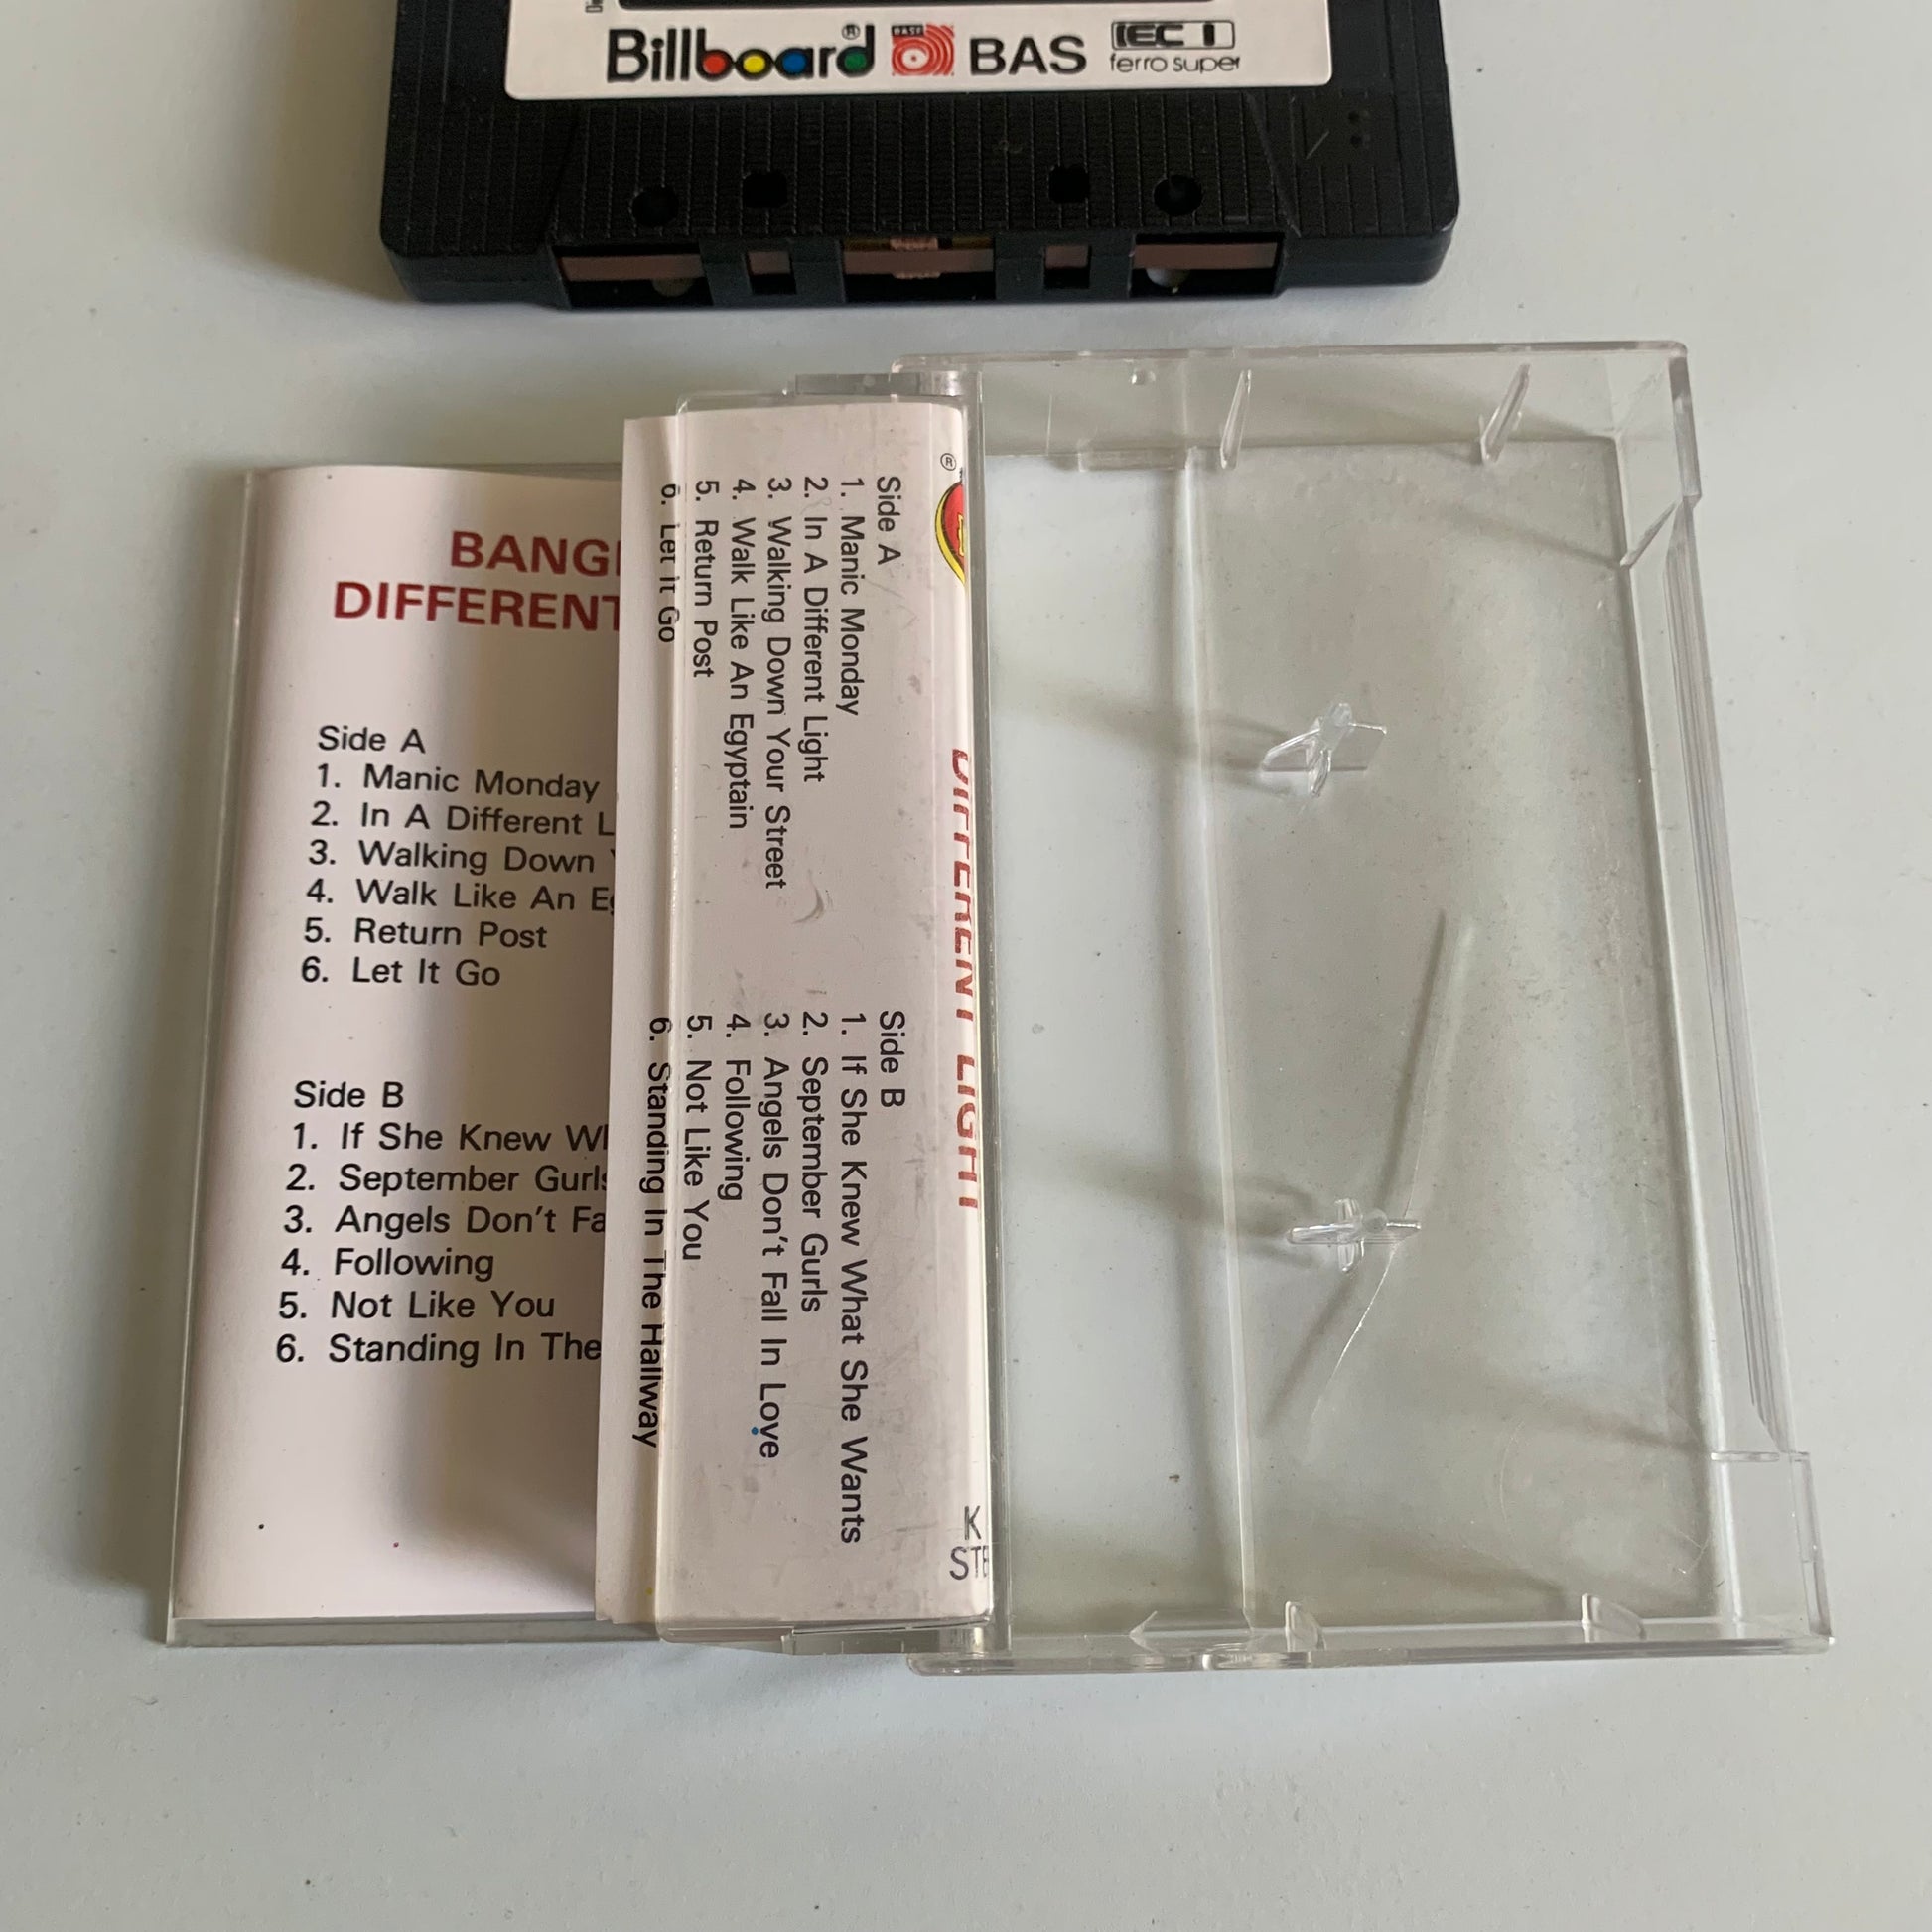 Billboard® BASF BAS IEC I
ferro super
BANG
DIFFERENT
Side A
1. Manic Monday
2. In A Different L
3. Walking Down
4. Walk Like An E
5. Return Post
6. Let It Go
Side B
1. If She Knew Wh
2. September Gurls
3. Angels Don't Fa
4. Following
5. Not Like You
6. Standing In The
Side A
1. Manic Monday
2. In A Different Light
3. Walking Down Your Street
4. Walk Like An Egyptain
5. Return Post
6. Let It Go
Side B
1. If She Knew What She Wants
2. September Gurls
3. Angels Don't Fall In Love
4. Following
5. Not Like You
6. Standing In The Hallway
®
DIFFERENT LIGHT
STE